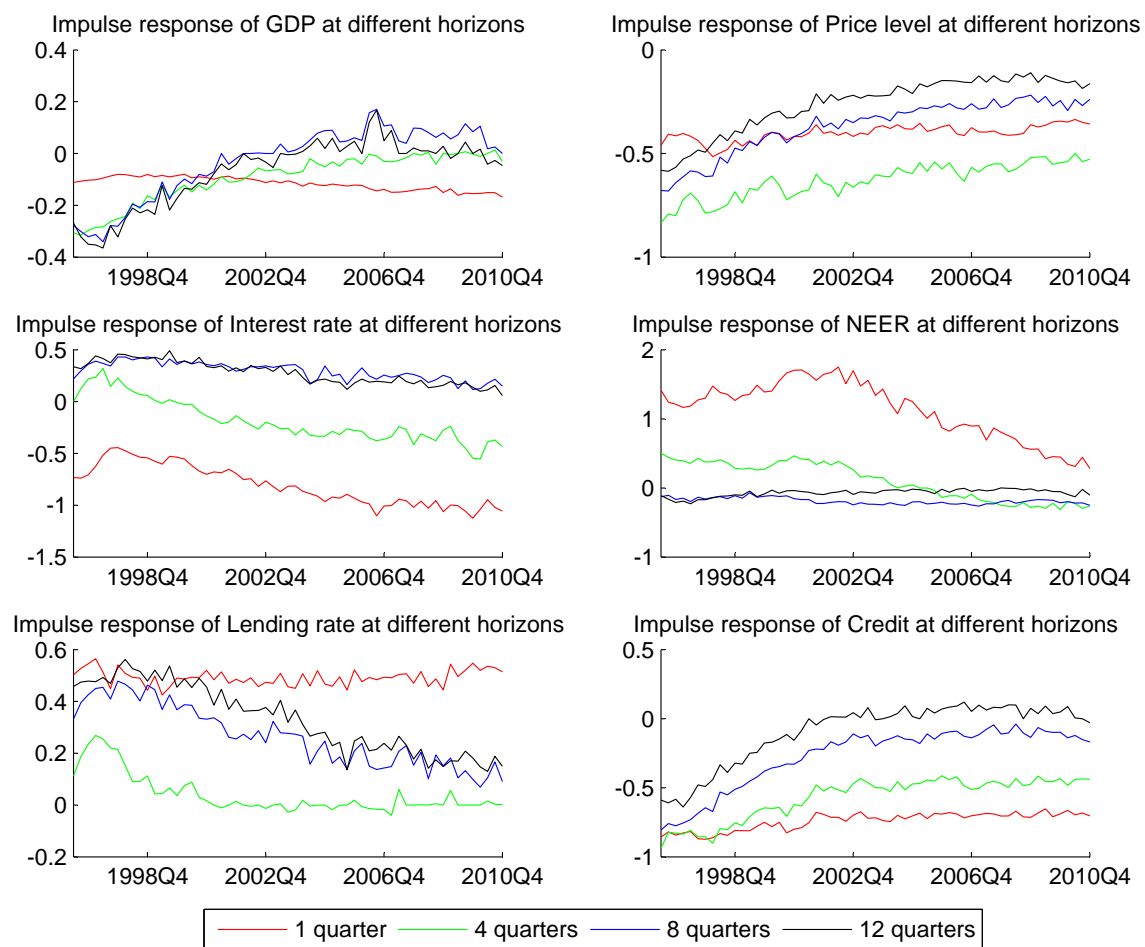 Impulse response of GDP at different horizons
0.4
0.2
0
-0.2
-0.4
1998Q4 2002Q4 2006Q4 2010Q4
Impulse response of Price level at different horizons
0
-0.5
-1
1998Q4 2002Q4 2006Q4 2010Q4
Impulse response of Interest rate at different horizons
0.5
0
-0.5
-1
-1.5
1998Q4 2002Q4 2006Q4 2010Q4
Impulse response of NEER at different horizons
2
1
0
-1
1998Q4 2002Q4 2006Q4 2010Q4
Impulse response of Lending rate at different horizons
0.6
0.4
0.2
0
-0.2
1998Q4 2002Q4 2006Q4 2010Q4
Impulse response of Credit at different horizons
0.5
0
-0.5
-1
1998Q4 2002Q4 2006Q4 2010Q4
1 quarter 4 quarters 8 quarters 12 quarters